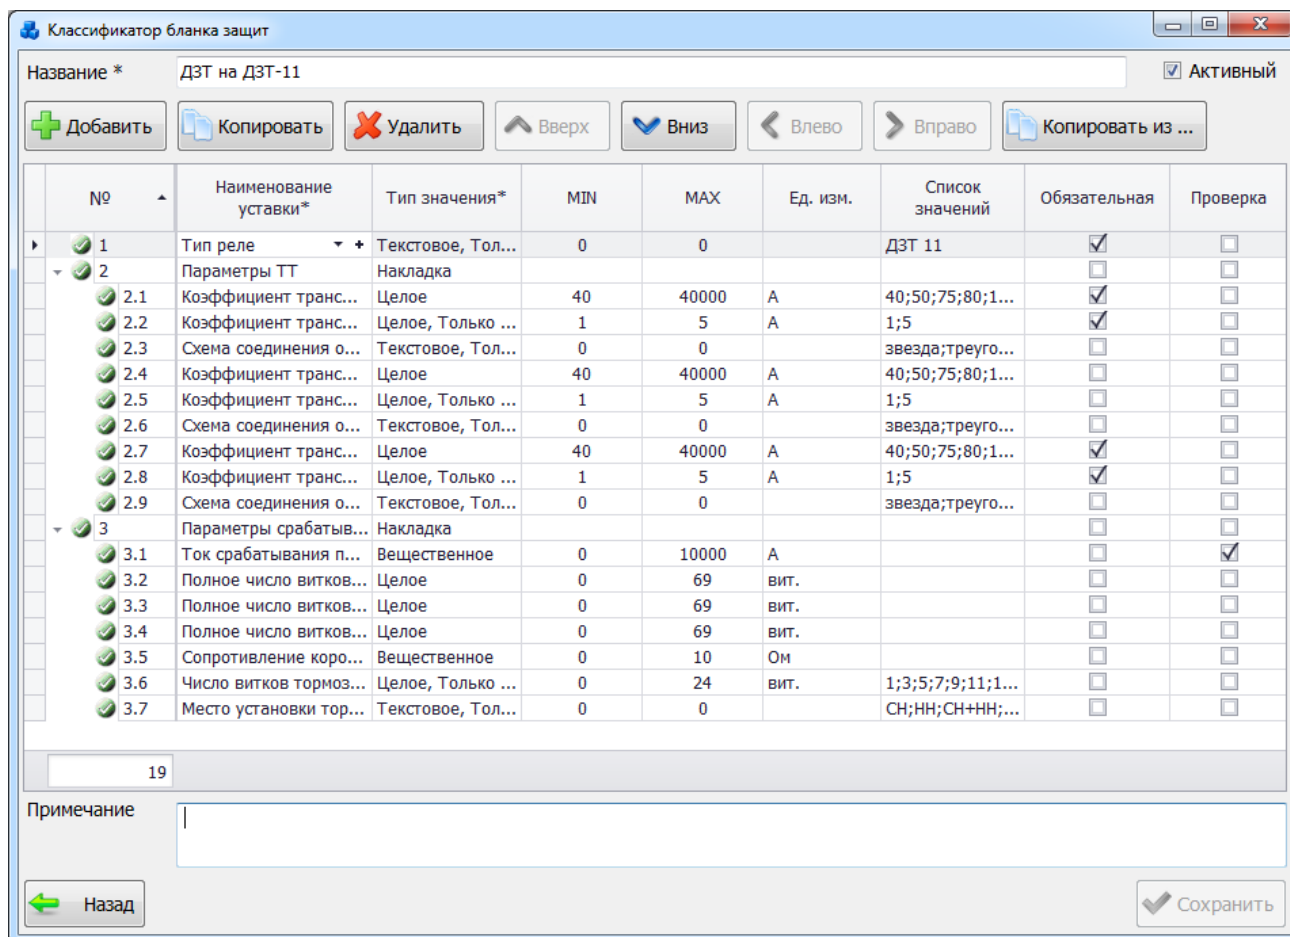 Классификатор бланка защит
Название * ДЗТ на ДЗТ-11 Активный
Добавить Копировать Удалить Вверх Вниз Влево Вправо Копировать из ...
№ Наименование уставки* Тип значения* MIN MAX Ед. изм. Список значений Обязательная Проверка
1 Тип реле Текстовое, Тол... 0 0 ДЗТ 11
2 Параметры ТТ Накладка
2.1 Коэффициент транс... Целое 40 40000 А 40;50;75;80;1...
2.2 Коэффициент транс... Целое, Только ... 1 5 А 1;5
2.3 Схема соединения о... Текстовое, Тол... 0 0 звезда;треуго...
2.4 Коэффициент транс... Целое 40 40000 А 40;50;75;80;1...
2.5 Коэффициент транс... Целое, Только ... 1 5 А 1;5
2.6 Схема соединения о... Текстовое, Тол... 0 0 звезда;треуго...
2.7 Коэффициент транс... Целое 40 40000 А 40;50;75;80;1...
2.8 Коэффициент транс... Целое, Только ... 1 5 А 1;5
2.9 Схема соединения о... Текстовое, Тол... 0 0 звезда;треуго...
3 Параметры срабатыв... Накладка
3.1 Ток срабатывания п... Вещественное 0 10000 А
3.2 Полное число витков... Целое 0 69 вит.
3.3 Полное число витков... Целое 0 69 вит.
3.4 Полное число витков... Целое 0 69 вит.
3.5 Сопротивление коро... Вещественное 0 10 Ом
3.6 Число витков тормоз... Целое, Только ... 0 24 вит. 1;3;5;7;9;11;1...
3.7 Место установки тор... Текстовое, Тол... 0 0 СН;НН;СН+НН;...
19
Примечание
Назад Сохранить